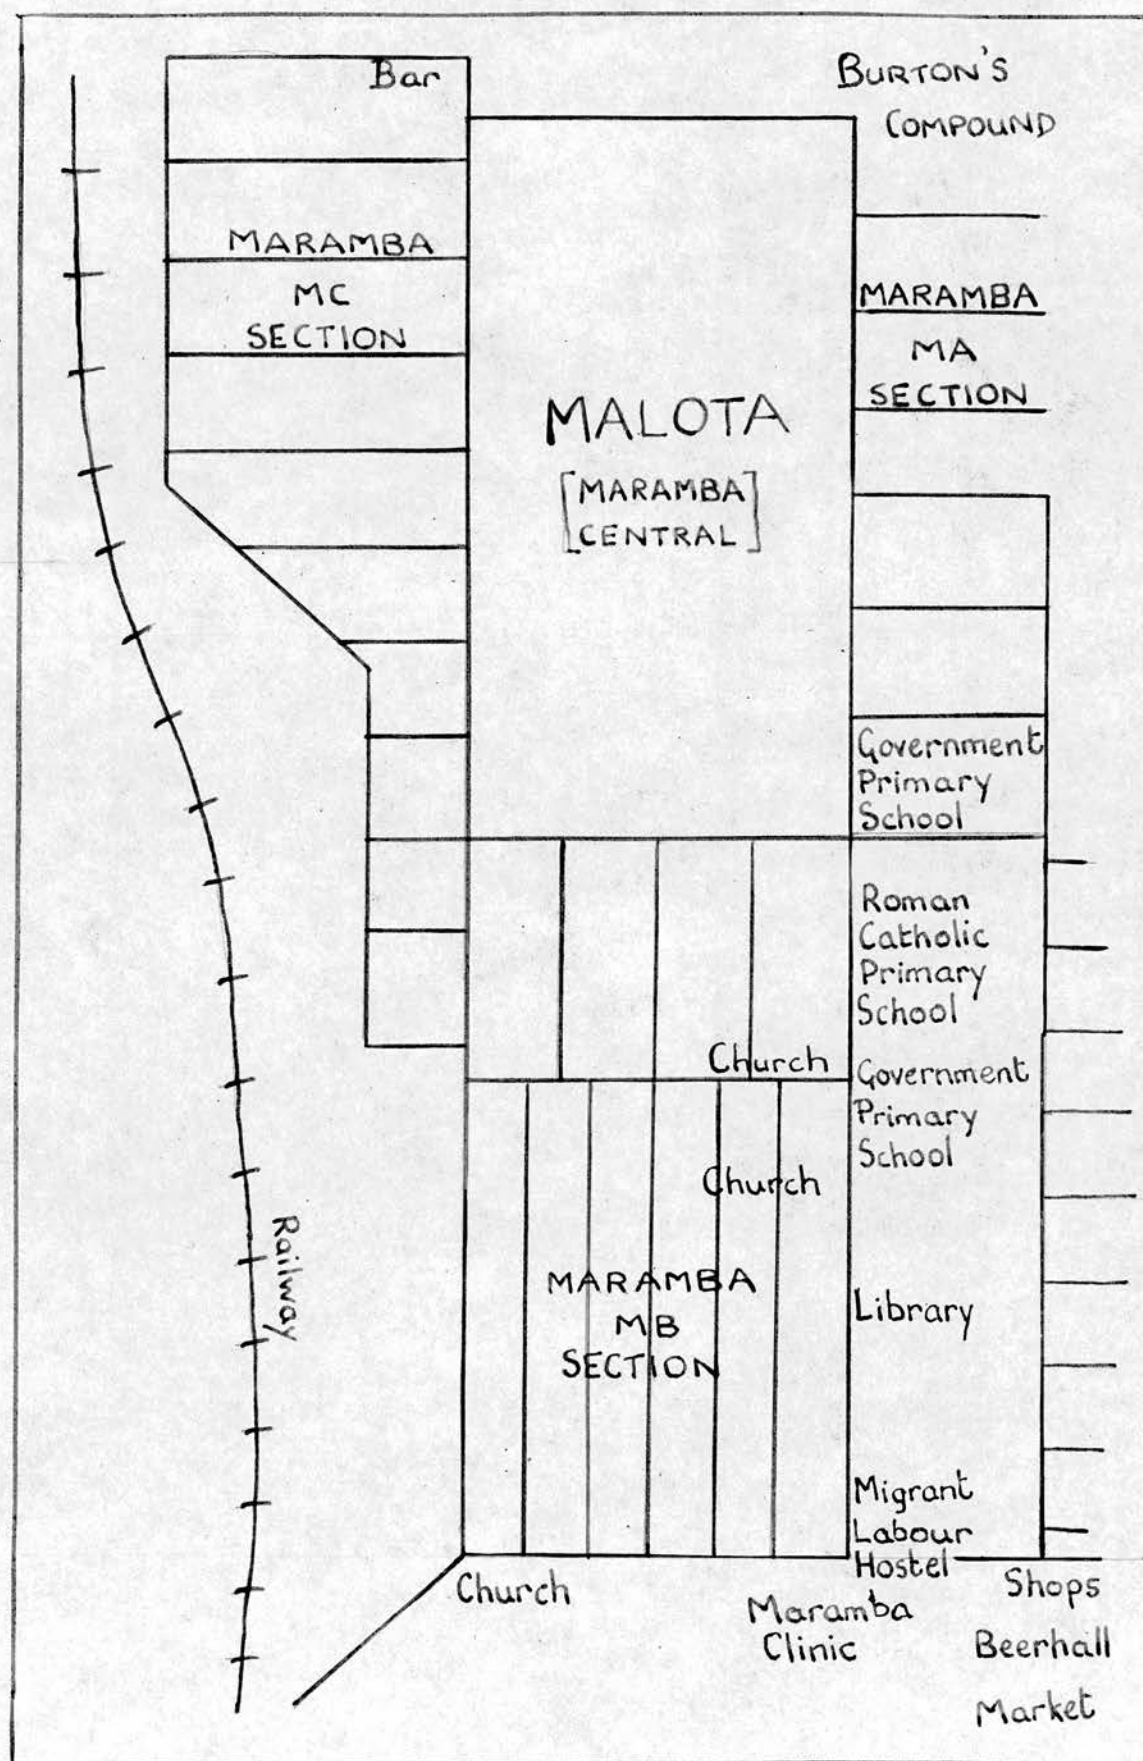 Bar
BURTON'S
COMPOUND
MARAMBA
MC
SECTION
MARAMBA
MA
SECTION
MALOTA
[MARAMBA
CENTRAL]
Government
Primary
School
Roman
Catholic
Primary
School
Church
Government
Primary
School
Church
Railway
MARAMBA
MB
SECTION
Library
Migrant
Labour
Hostel
Church
Maramba
Clinic
Shops
Beerhall
Market